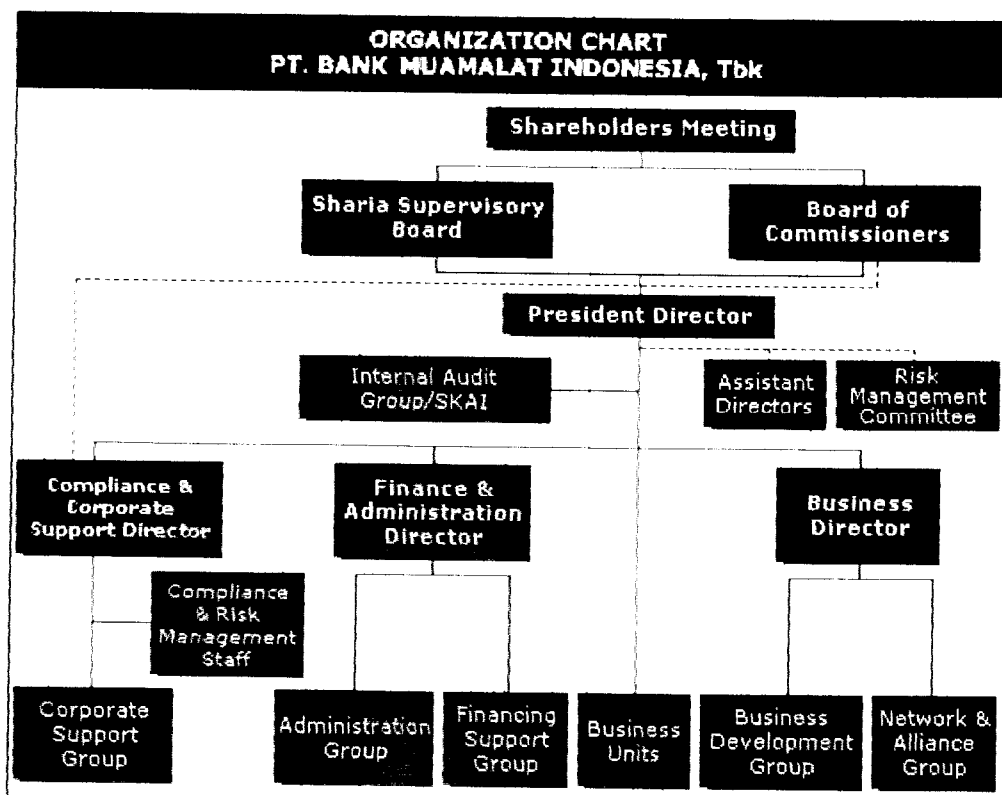 ORGANIZATION CHART
PT. BANK MUAMALAT INDONESIA, Tbk
Shareholders Meeting
Sharia Supervisory
Board
Board of
Commissioners
President Director
Internal Audit
Group/SKAI
Assistant
Directors
Risk
Management
Committee
Compliance &
Corporate
Support Director
Finance &
Administration
Director
Business
Director
Compliance
& Risk
Management
Staff
Corporate
Support
Group
Administration
Group
Financing
Support
Group
Business
Units
Business
Development
Group
Network &
Alliance
Group